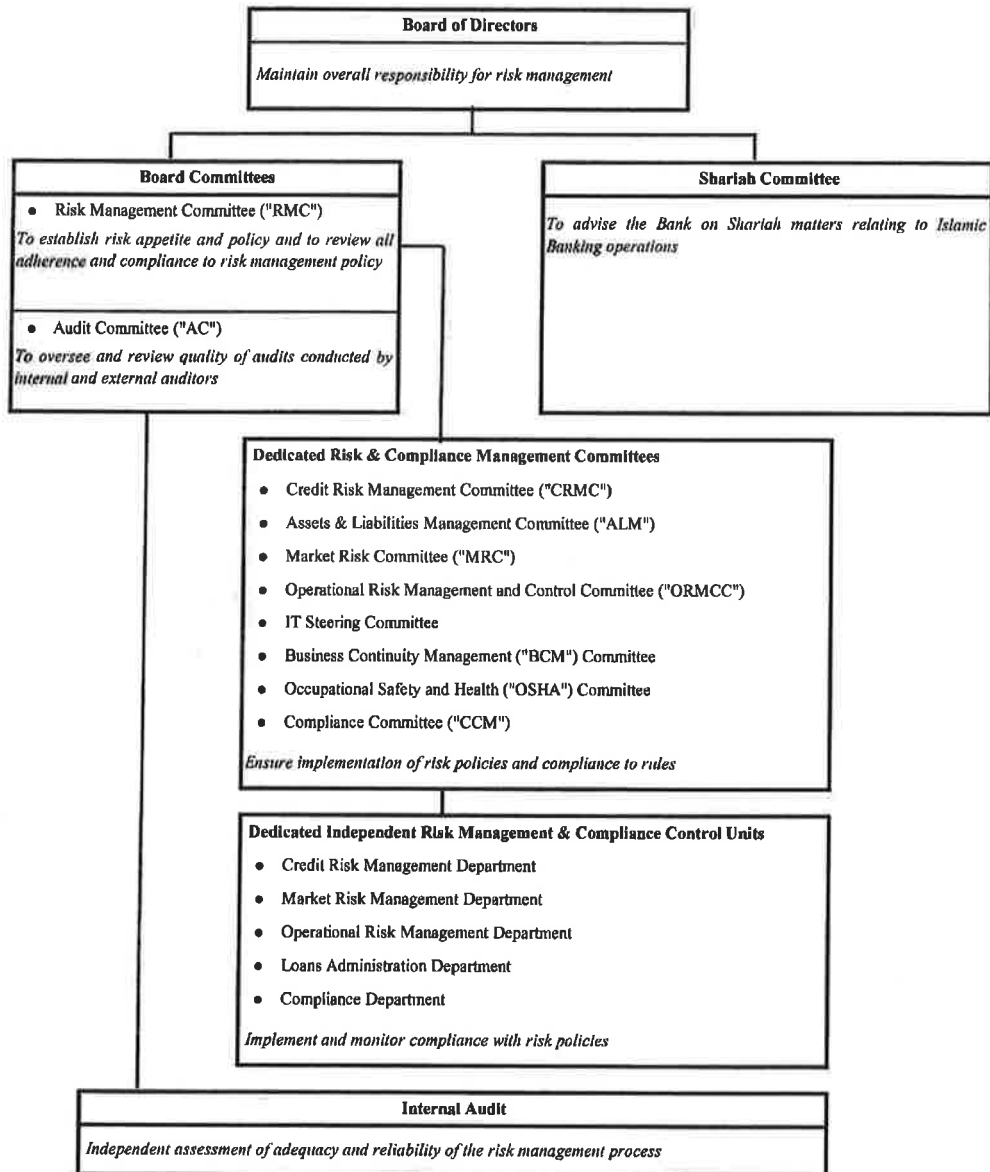 Board of Directors
Maintain overall responsibility for risk management
Board Committees
• Risk Management Committee ("RMC")
To establish risk appetite and policy and to review all
adherence and compliance to risk management policy
• Audit Committee ("AC")
To oversee and review quality of audits conducted by
internal and external auditors
Shariah Committee
To advise the Bank on Shariah matters relating to Islamic
Banking operations
Dedicated Risk & Compliance Management Committees
• Credit Risk Management Committee ("CRMC")
• Assets & Liabilities Management Committee ("ALM")
• Market Risk Committee ("MRC")
• Operational Risk Management and Control Committee ("ORMCC")
• IT Steering Committee
• Business Continuity Management ("BCM") Committee
• Occupational Safety and Health ("OSHA") Committee
• Compliance Committee ("CCM")
Ensure implementation of risk policies and compliance to rules
Dedicated Independent Risk Management & Compliance Control Units
• Credit Risk Management Department
• Market Risk Management Department
• Operational Risk Management Department
• Loans Administration Department
• Compliance Department
Implement and monitor compliance with risk policies
Internal Audit
Independent assessment of adequacy and reliability of the risk management process